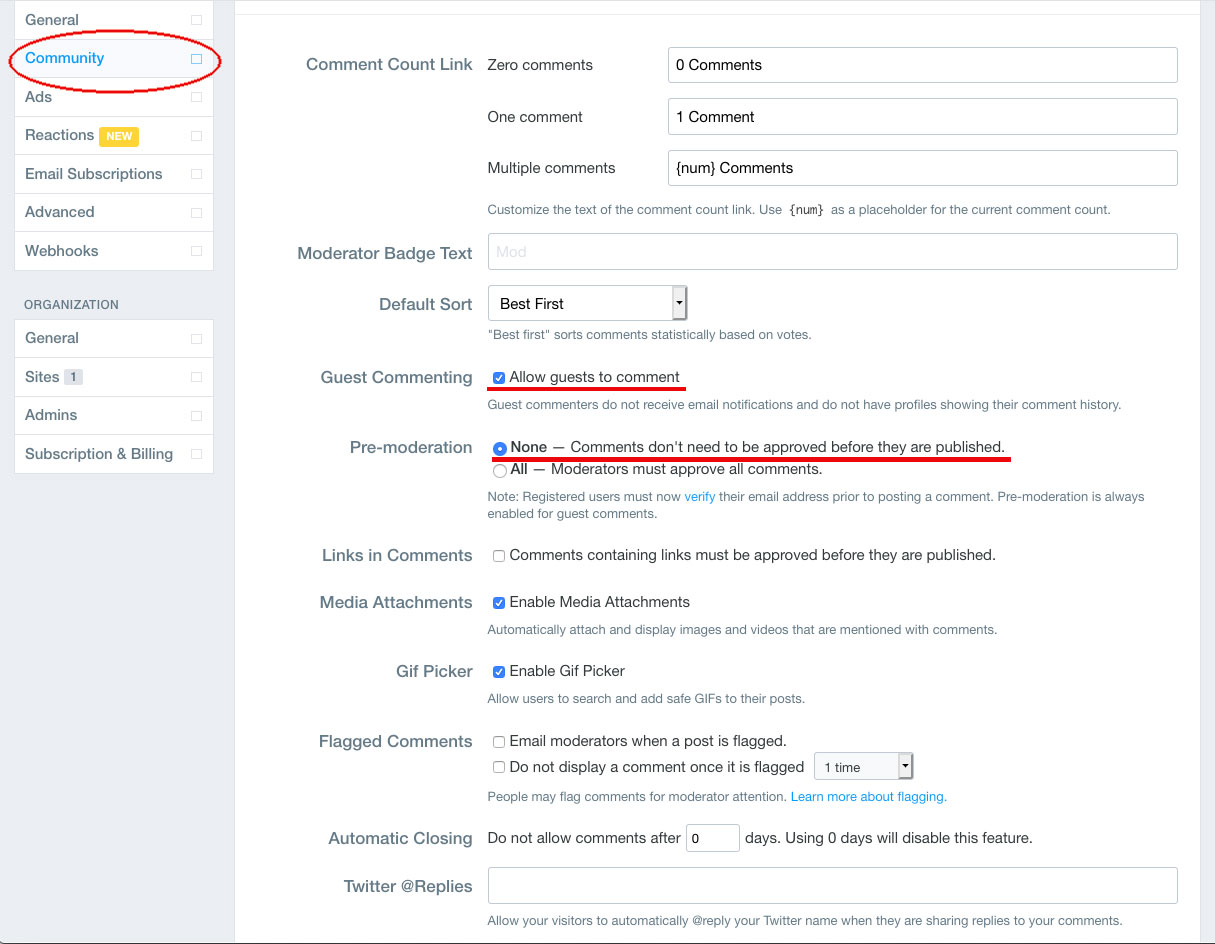 General
Community
Ads
Reactions NEW
Email Subscriptions
Advanced
Webhooks
ORGANIZATION
General
Sites 1
Admins
Subscription & Billing
Comment Count Link
Zero comments
0 Comments
One comment
1 Comment
Multiple comments
{num} Comments
Customize the text of the comment count link. Use {num} as a placeholder for the current comment count.
Moderator Badge Text
Mod
Default Sort
Best First
"Best first" sorts comments statistically based on votes.
Guest Commenting
Allow guests to comment
Guest commenters do not receive email notifications and do not have profiles showing their comment history.
Pre-moderation
None — Comments don't need to be approved before they are published.
All — Moderators must approve all comments.
Note: Registered users must now verify their email address prior to posting a comment. Pre-moderation is always
enabled for guest comments.
Links in Comments
Comments containing links must be approved before they are published.
Media Attachments
Enable Media Attachments
Automatically attach and display images and videos that are mentioned with comments.
Gif Picker
Enable Gif Picker
Allow users to search and add safe GIFs to their posts.
Flagged Comments
Email moderators when a post is flagged.
Do not display a comment once it is flagged 1 time
People may flag comments for moderator attention. Learn more about flagging.
Automatic Closing
Do not allow comments after 0 days. Using 0 days will disable this feature.
Twitter @Replies
Allow your visitors to automatically @reply your Twitter name when they are sharing replies to your comments.